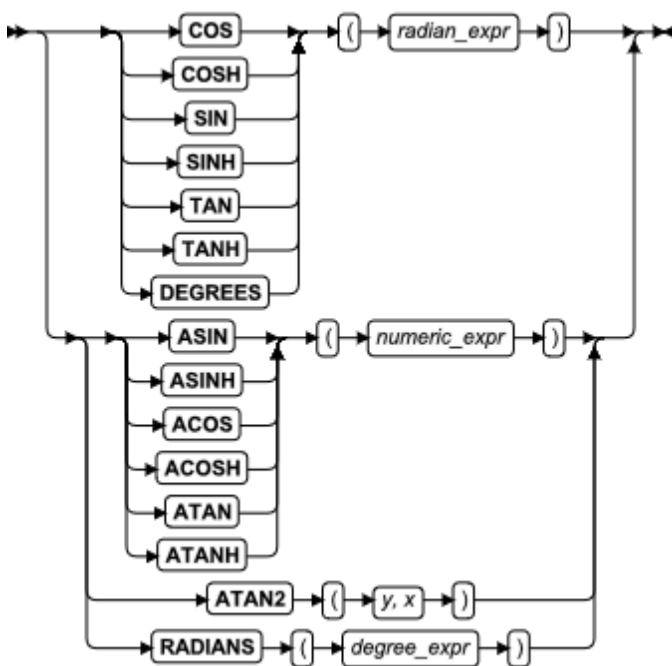 COS ( radian_expr )
COSH
SIN
SINH
TAN
TANH
DEGREES
ASIN ( numeric_expr )
ASINH
ACOS
ACOSH
ATAN
ATANH
ATAN2 ( y, x )
RADIANS ( degree_expr )